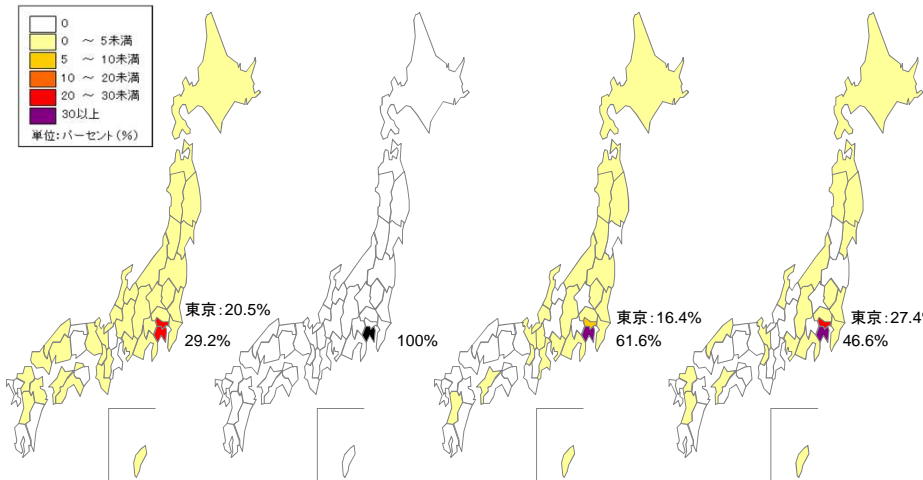 0
0 ～ 5未満
5 ～ 10未満
10 ～ 20未満
20 ～ 30未満
30以上
単位:パーセント(%)
東京:20.5%
29.2%
100%
東京:16.4%
61.6%
東京:27.4%
46.6%